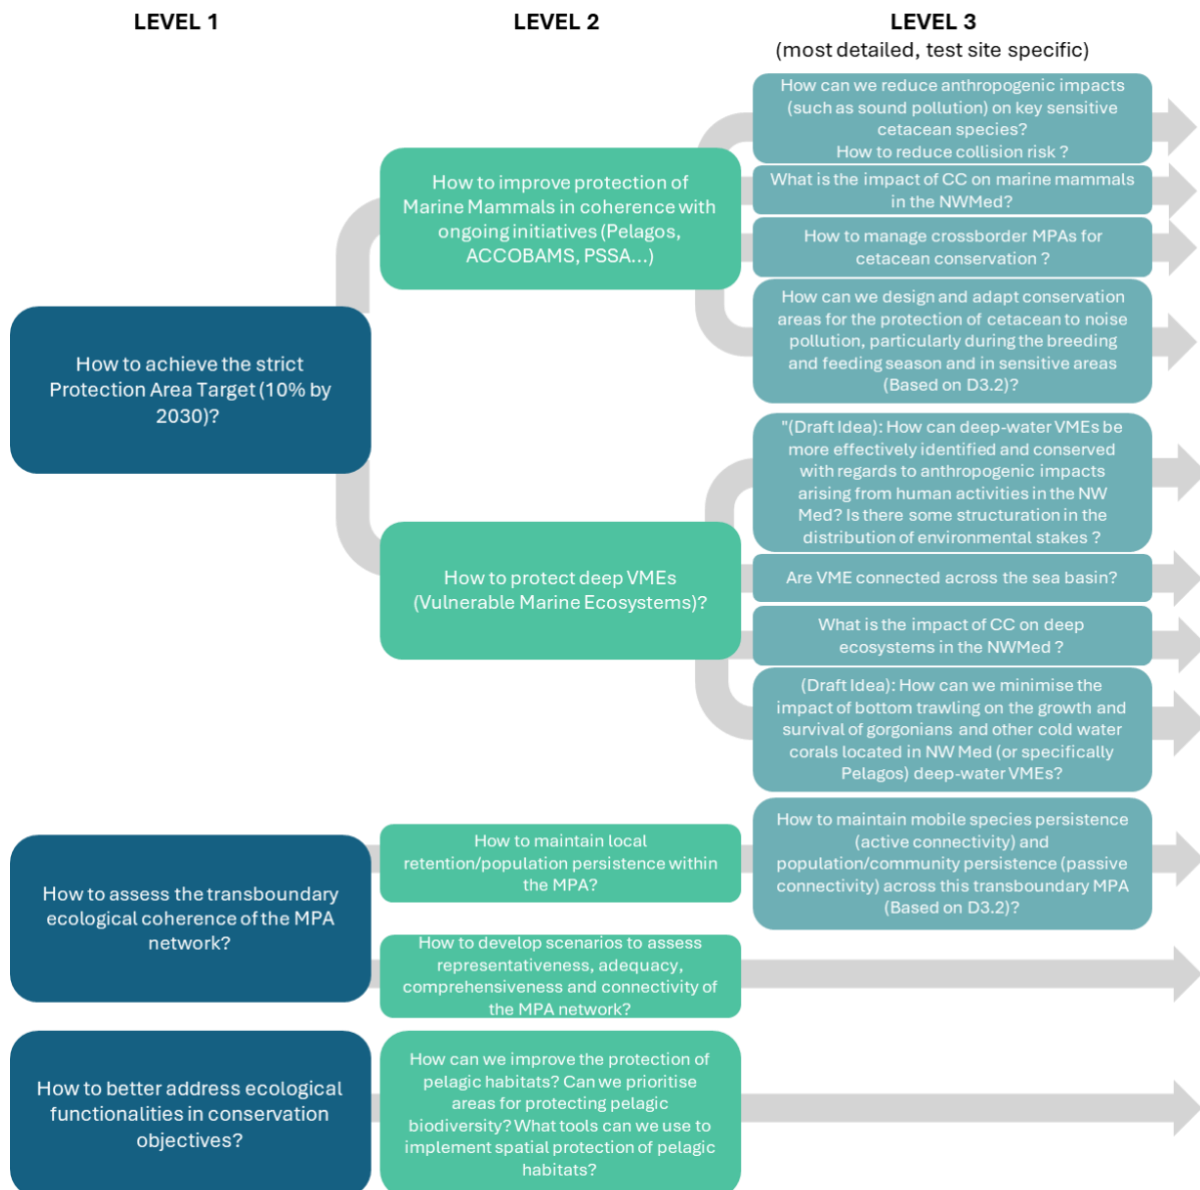 LEVEL 1
LEVEL 2
LEVEL 3
(most detailed, test site specific)
How to achieve the strict
Protection Area Target (10% by
2030)?
How to improve protection of
Marine Mammals in coherence with
ongoing initiatives (Pelagos,
ACCOBAMS, PSSA...)
How can we reduce anthropogenic impacts
(such as sound pollution) on key sensitive
cetacean species?
How to reduce collision risk ?
What is the impact of CC on marine mammals
in the NWMed?
How to manage crossborder MPAs for
cetacean conservation ?
How can we design and adapt conservation
areas for the protection of cetacean to noise
pollution, particularly during the breeding
and feeding season and in sensitive areas
(Based on D3.2)?
How to protect deep VMEs
(Vulnerable Marine Ecosystems)?
"(Draft Idea): How can deep-water VMEs be
more effectively identified and conserved
with regards to anthropogenic impacts
arising from human activities in the NW
Med? Is there some structuration in the
distribution of environmental stakes ?
Are VME connected across the sea basin?
What is the impact of CC on deep
ecosystems in the NWMed ?
(Draft Idea): How can we minimise the
impact of bottom trawling on the growth and
survival of gorgonians and other cold water
corals located in NW Med (or specifically
Pelagos) deep-water VMEs?
How to assess the transboundary
ecological coherence of the MPA
network?
How to maintain local
retention/population persistence within
the MPA?
How to maintain mobile species persistence
(active connectivity) and
population/community persistence (passive
connectivity) across this transboundary MPA
(Based on D3.2)?
How to develop scenarios to assess
representativeness, adequacy,
comprehensiveness and connectivity of
the MPA network?
How to better address ecological
functionalities in conservation
objectives?
How can we improve the protection of
pelagic habitats? Can we prioritise
areas for protecting pelagic
biodiversity? What tools can we use to
implement spatial protection of pelagic
habitats?